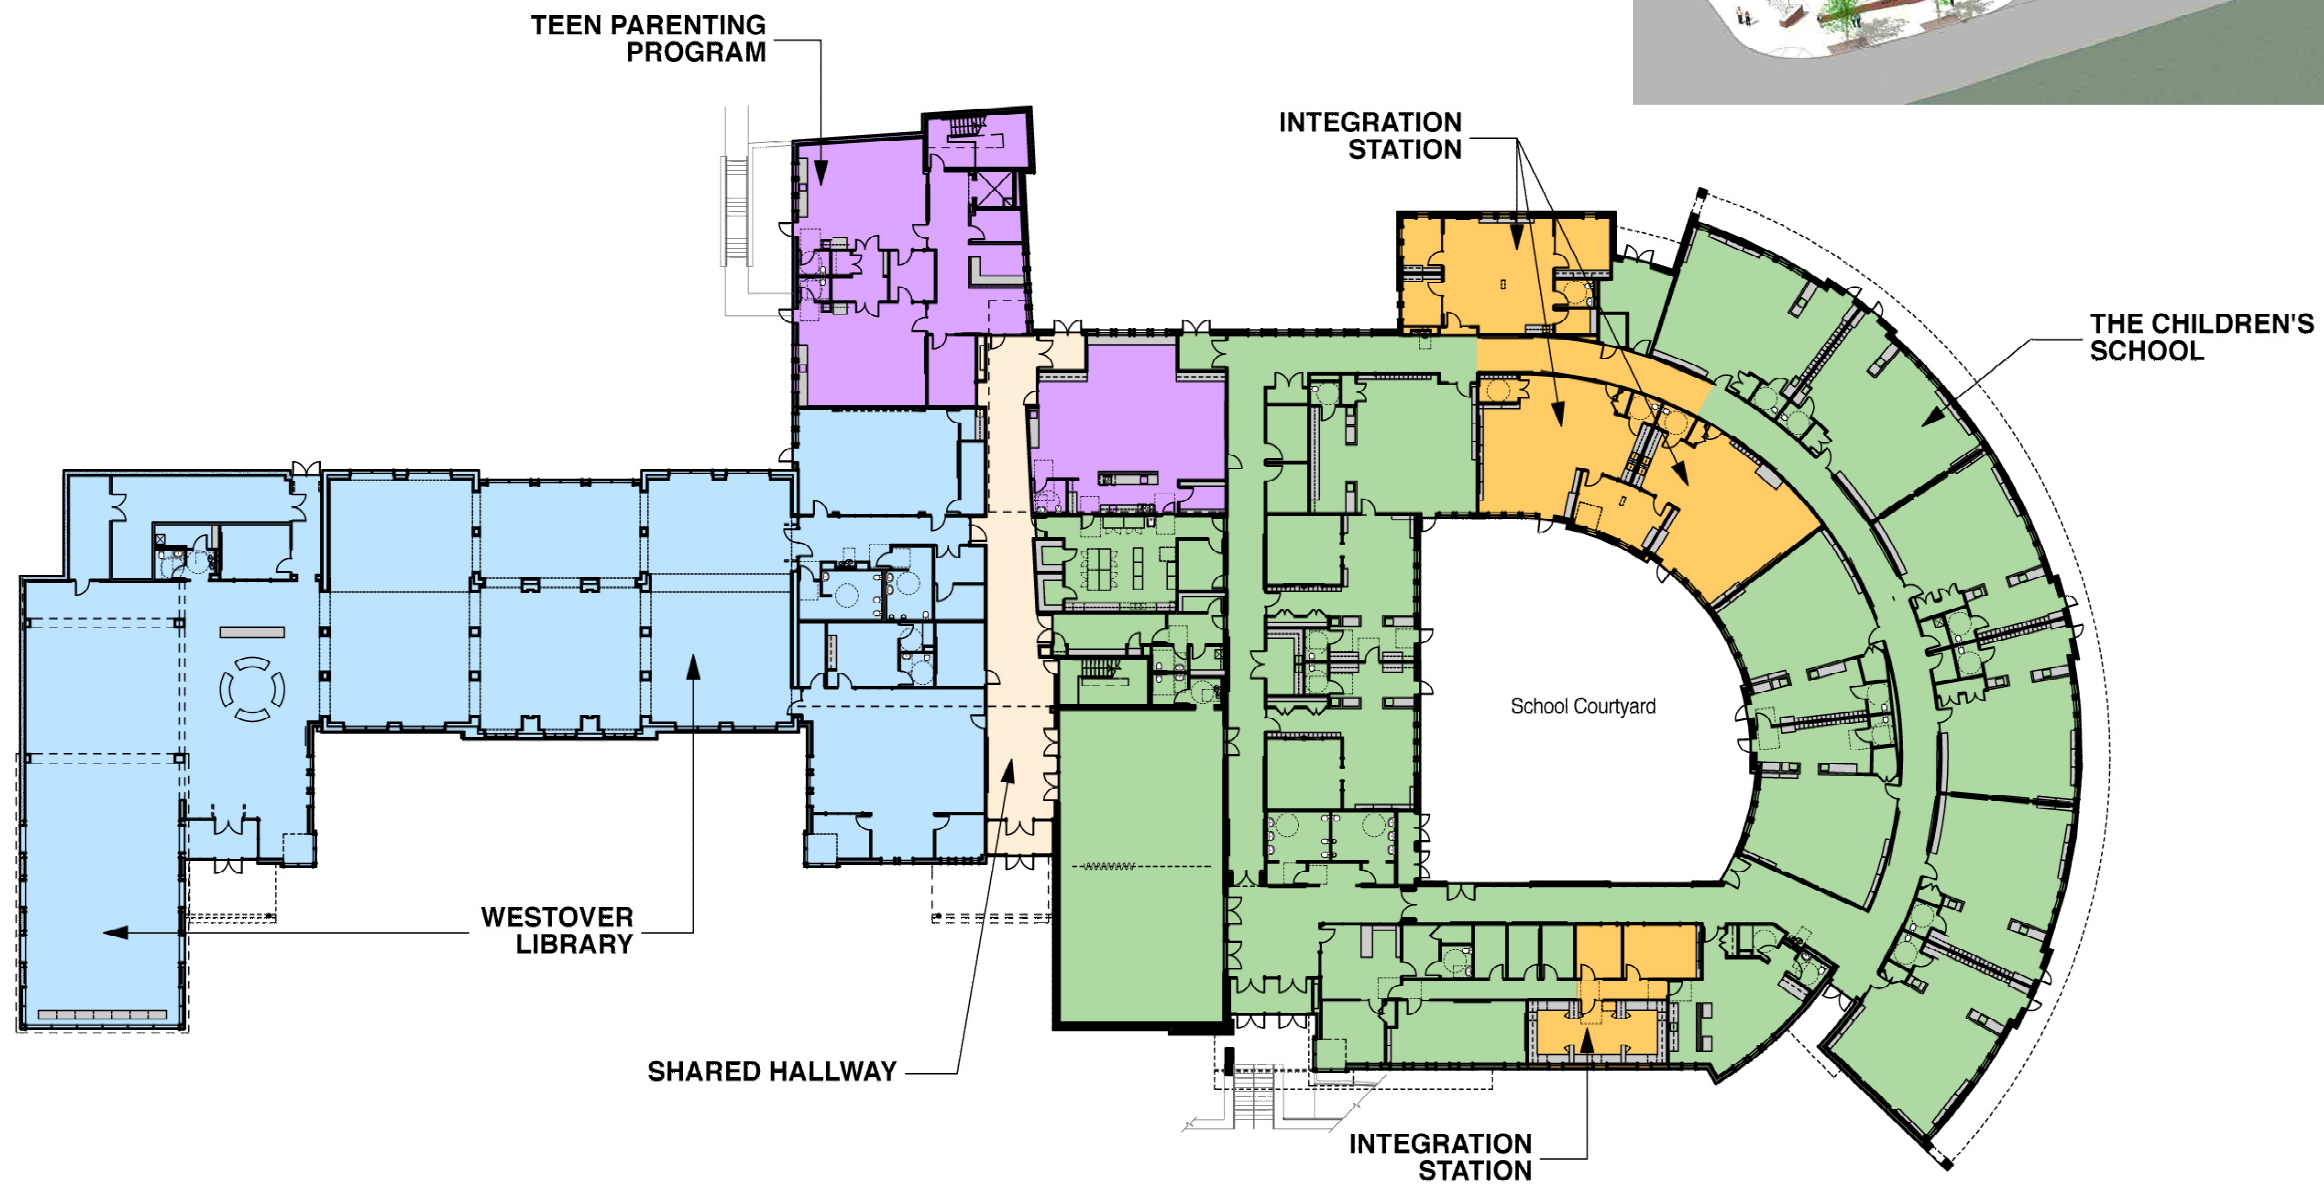 TEEN PARENTING
PROGRAM
INTEGRATION
STATION
THE CHILDREN'S
SCHOOL
School Courtyard
WESTOVER
LIBRARY
SHARED HALLWAY
INTEGRATION
STATION